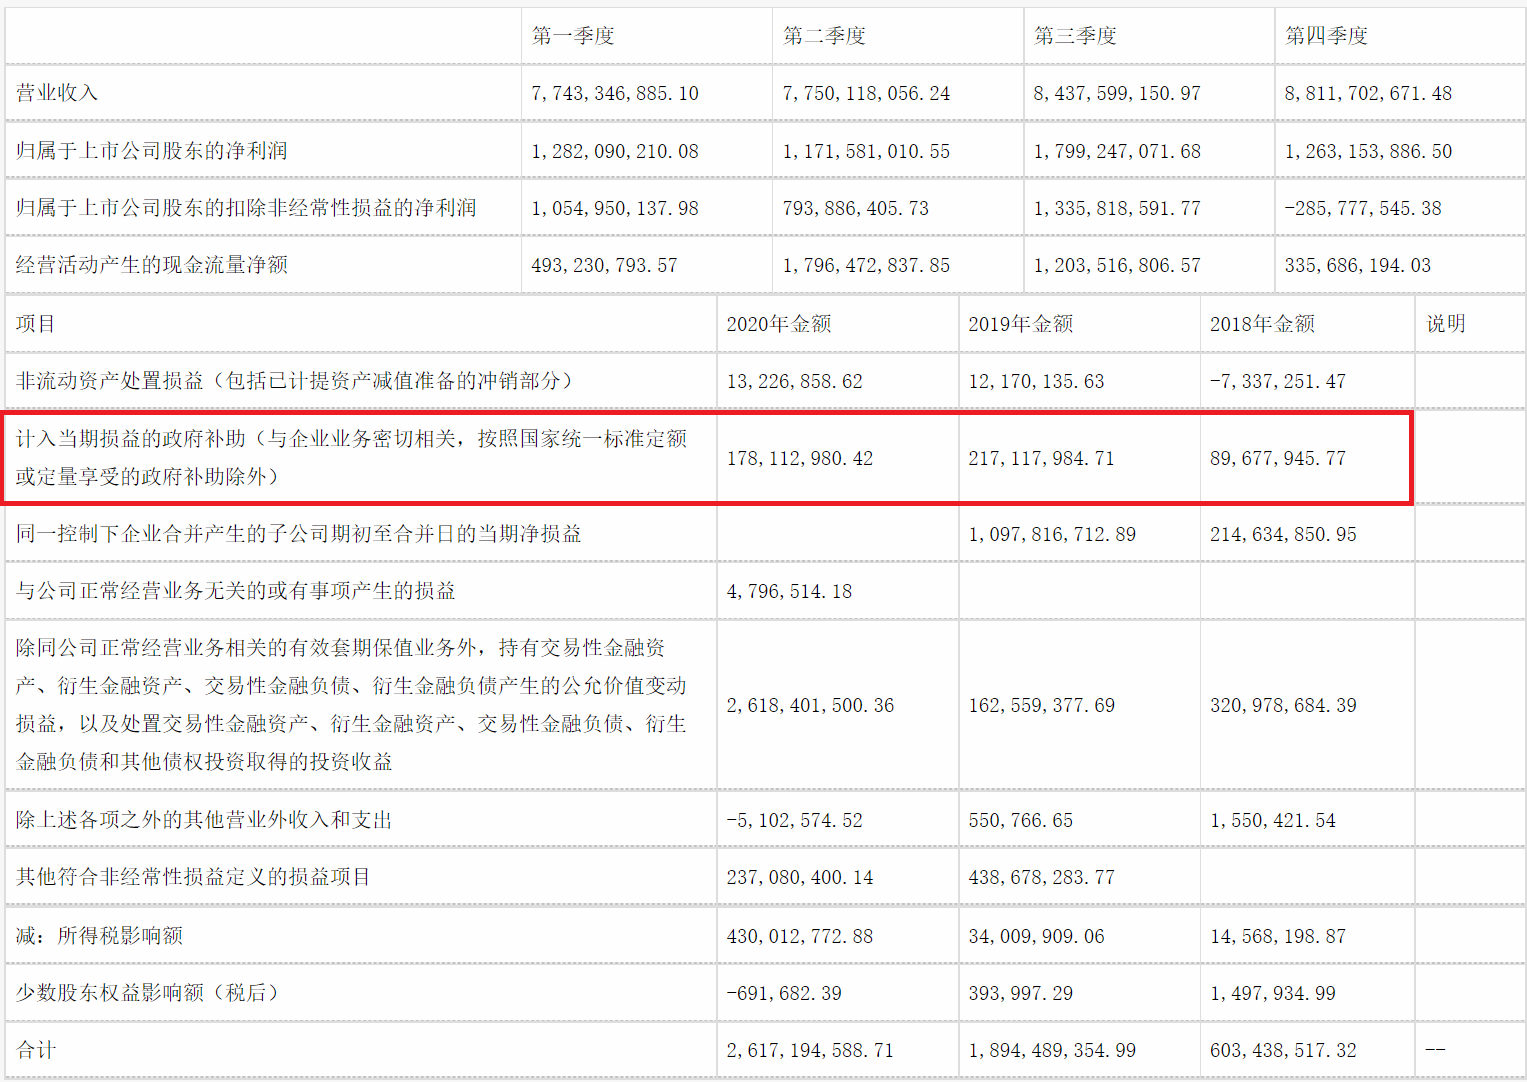 第一季度 第二季度 第三季度 第四季度
营业收入 7,743,346,885.10 7,750,118,056.24 8,437,599,150.97 8,811,702,671.48
归属于上市公司股东的净利润 1,282,090,210.08 1,171,581,010.55 1,799,247,071.68 1,263,153,886.50
归属于上市公司股东的扣除非经常性损益的净利润 1,054,950,137.98 793,886,405.73 1,335,818,591.77 -285,777,545.38
经营活动产生的现金流量净额 493,230,793.57 1,796,472,837.85 1,203,516,806.57 335,686,194.03
项目 2020年金额 2019年金额 2018年金额 说明
非流动资产处置损益（包括已计提资产减值准备的冲销部分） 13,226,858.62 12,170,135.63 -7,337,251.47
计入当期损益的政府补助（与企业业务密切相关，按照国家统一标准定额
或定量享受的政府补助除外） 178,112,980.42 217,117,984.71 89,677,945.77
同一控制下企业合并产生的子公司期初至合并日的当期净损益 1,097,816,712.89 214,634,850.95
与公司正常经营业务无关的或有事项产生的损益 4,796,514.18
除同公司正常经营业务相关的有效套期保值业务外，持有交易性金融资
产、衍生金融资产、交易性金融负债、衍生金融负债产生的公允价值变动
损益，以及处置交易性金融资产、衍生金融资产、交易性金融负债、衍生
金融负债和其他债权投资取得的投资收益 2,618,401,500.36 162,559,377.69 320,978,684.39
除上述各项之外的其他营业外收入和支出 -5,102,574.52 550,766.65 1,550,421.54
其他符合非经常性损益定义的损益项目 237,080,400.14 438,678,283.77
减：所得税影响额 430,012,772.88 34,009,909.06 14,568,198.87
少数股东权益影响额（税后） -691,682.39 393,997.29 1,497,934.99
合计 2,617,194,588.71 1,894,489,354.99 603,438,517.32 --